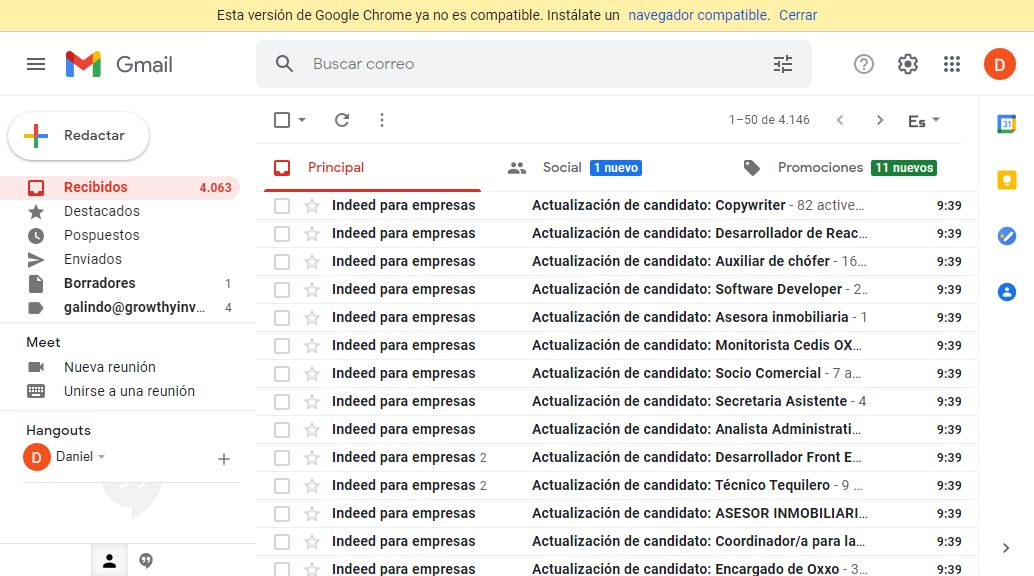 Esta versión de Google Chrome ya no es compatible. Instálate un navegador compatible. Cerrar
Gmail
Buscar correo
D
Redactar
1–50 de 4.146
Es
Principal
Social 1 nuevo
Promociones 11 nuevos
Recibidos 4.063
Destacados
Pospuestos
Enviados
Borradores 1
galindo@growthyinv... 4
Meet
Nueva reunión
Unirse a una reunión
Hangouts
D Daniel
Indeed para empresas Actualización de candidato: Copywriter - 82 active... 9:39
Indeed para empresas Actualización de candidato: Desarrollador de Reac... 9:39
Indeed para empresas Actualización de candidato: Auxiliar de chófer - 16... 9:39
Indeed para empresas Actualización de candidato: Software Developer - 2... 9:39
Indeed para empresas Actualización de candidato: Asesora inmobiliaria - 1 9:39
Indeed para empresas Actualización de candidato: Monitorista Cedis OX... 9:39
Indeed para empresas Actualización de candidato: Socio Comercial - 7 a... 9:39
Indeed para empresas Actualización de candidato: Secretaria Asistente - 4 9:39
Indeed para empresas Actualización de candidato: Analista Administrati... 9:39
Indeed para empresas 2 Actualización de candidato: Desarrollador Front E... 9:39
Indeed para empresas 2 Actualización de candidato: Técnico Tequilero - 9 ... 9:39
Indeed para empresas Actualización de candidato: ASESOR INMOBILIARI... 9:39
Indeed para empresas Actualización de candidato: Coordinador/a para la... 9:39
Indeed para empresas Actualización de candidato: Encargado de Oxxo - 3... 9:39
31